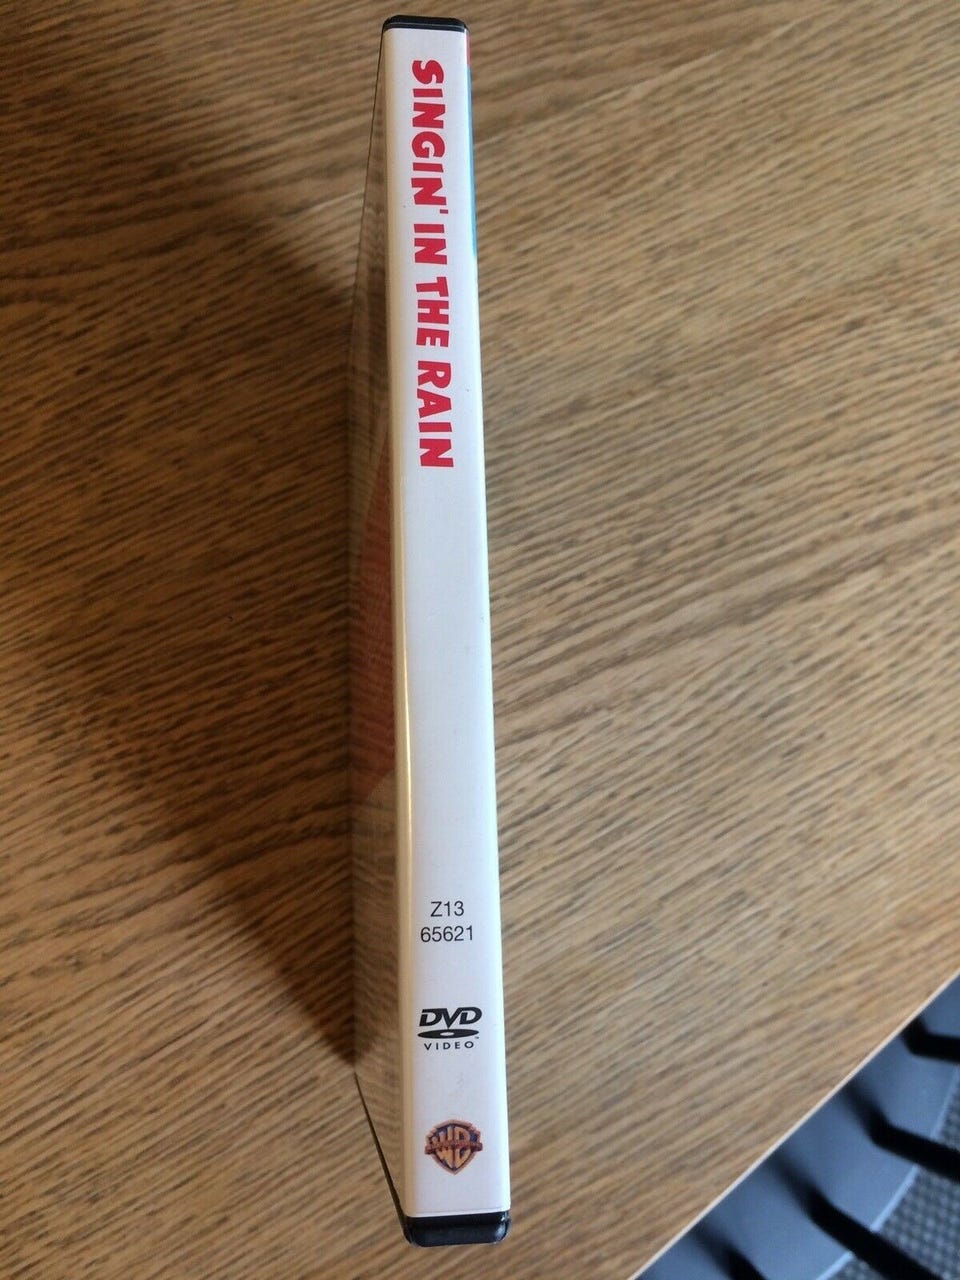 SINGIN' IN THE RAIN
Z13
65621
DVD
VIDEO
WB